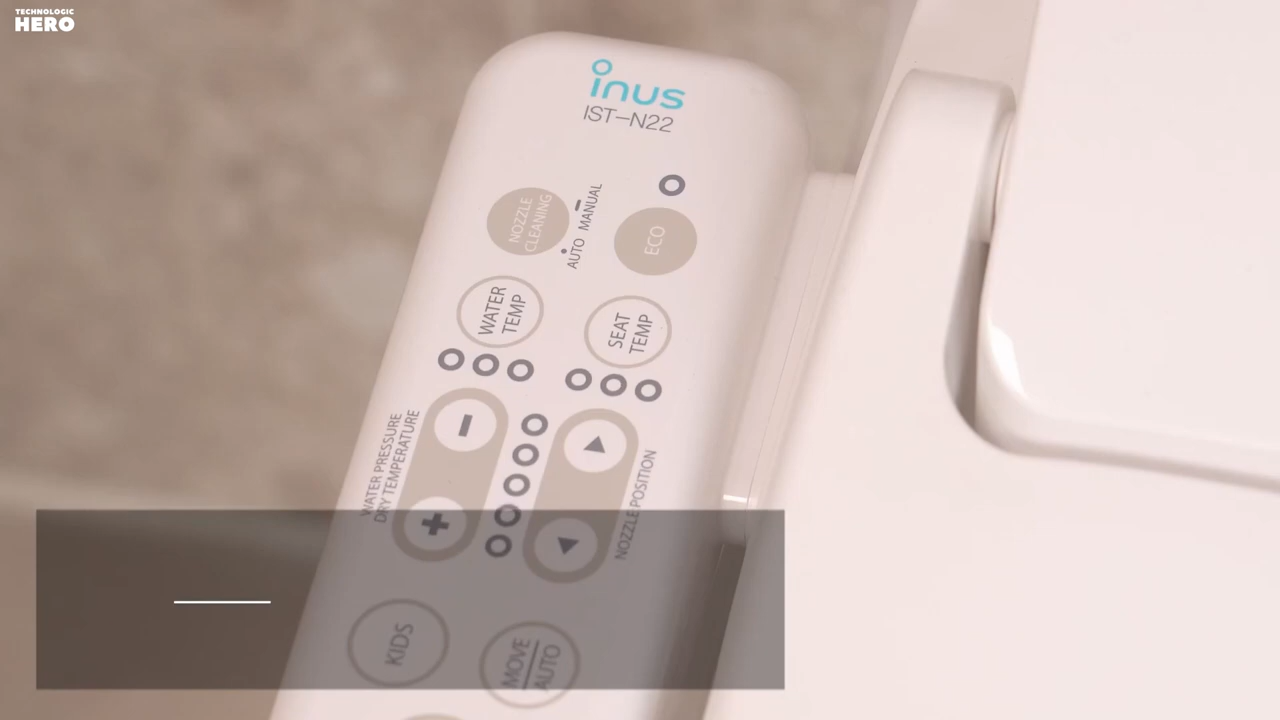 TECHNOLOGIC
HERO
inus
IST-N22
NOZZLE
CLEANING
AUTO MANUAL
ECO
WATER
TEMP
SEAT
TEMP
WATER PRESSURE
DRY TEMPERATURE
NOZZLE POSITION
KIDS
MOVE
AUTO